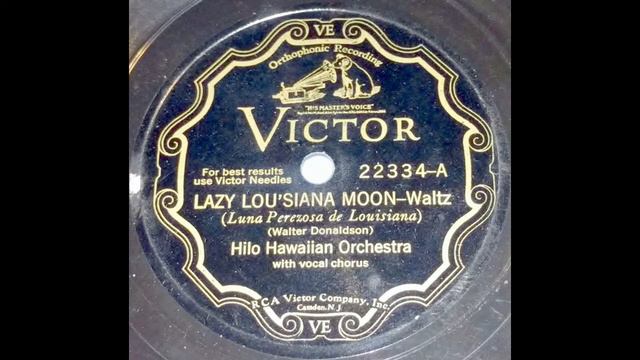 VE
Orthophonic Recording
"HIS MASTER'S VOICE"
VICTOR
For best results
use Victor Needles
22334-A
LAZY LOU'SIANA MOON—Waltz
(Luna Perezosa de Louisiana)
(Walter Donaldson)
Hilo Hawaiian Orchestra
with vocal chorus
RCA Victor Company, Inc.
Camden, N.J.
VE